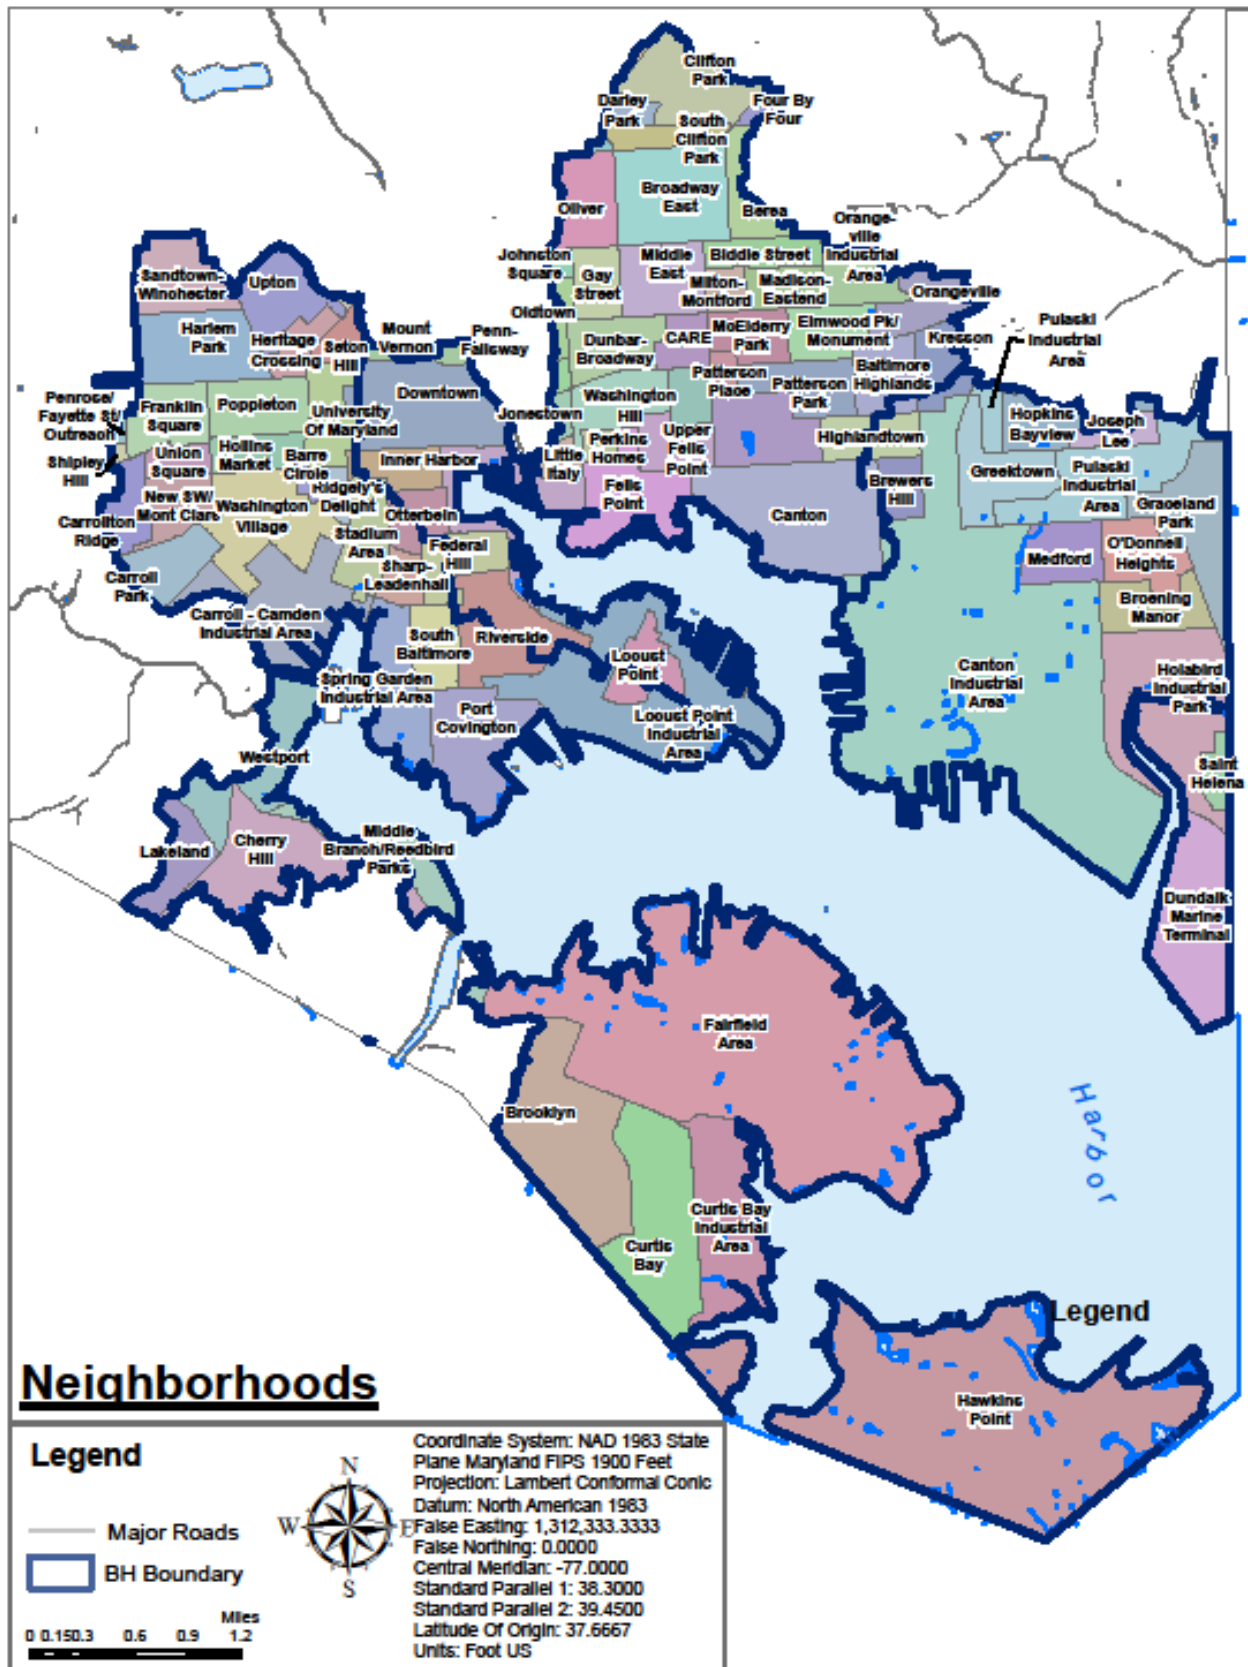 Clifton
Park
Darley
Park
Four By
Four
South
Clifton
Park
Broadway
East
Oliver
Berea
Orange-
ville
Industrial
Area
Johnston
Square
Middle
East
Biddle Street
Gay
Street
Milton-
Montford
Madison-
Eastend
Orangeville
Sandtown-
Winchester
Upton
Oldtown
Harlem
Park
Heritage
Crossing
Seton
Hill
Mount
Vernon
Penn-
Fallsway
Dunbar-
Broadway
CARE
McElderry
Park
Elmwood Pk/
Monument
Kresson
Pulaski
Industrial
Area
Baltimore
Highlands
Patterson
Place
Patterson
Park
Penrose/
Fayette St/
Outreach
Franklin
Square
Poppleton
University
Of Maryland
Downtown
Jonestown
Washington
Hill
Hopkins
Bayview
Joseph
Lee
Shipley
Hill
Union
Square
Hollins
Market
Barre
Circle
Inner Harbor
Little
Italy
Perkins
Homes
Upper
Fells
Point
Highlandtown
Greektown
Pulaski
Industrial
Area
Brewers
Hill
Ridgely's
Delight
New SW/
Mont Clare
Washington
Village
Otterbein
Fells
Point
Canton
Graceland
Park
Carrollton
Ridge
Stadium
Area
Federal
Hill
Sharp-
Leadenhall
Medford
O'Donnell
Heights
Carroll
Park
Broening
Manor
Carroll - Camden
Industrial Area
South
Baltimore
Riverside
Locust
Point
Canton
Industrial
Area
Holabird
Industrial
Park
Spring Garden
Industrial Area
Port
Covington
Locust Point
Industrial
Area
Westport
Saint
Helena
Lakeland
Cherry
Hill
Middle
Branch/Reedbird
Parks
Dundalk
Marine
Terminal
Fairfield
Area
Brooklyn
Harbor
Curtis Bay
Industrial
Area
Curtis
Bay
Legend
Hawkins
Point
Neighborhoods
Legend
Major Roads
BH Boundary
Miles
0 0.150.3 0.6 0.9 1.2
N
W E
S
Coordinate System: NAD 1983 State
Plane Maryland FIPS 1900 Feet
Projection: Lambert Conformal Conic
Datum: North American 1983
False Easting: 1,312,333.3333
False Northing: 0.0000
Central Meridian: -77.0000
Standard Parallel 1: 38.3000
Standard Parallel 2: 39.4500
Latitude Of Origin: 37.6667
Units: Foot US